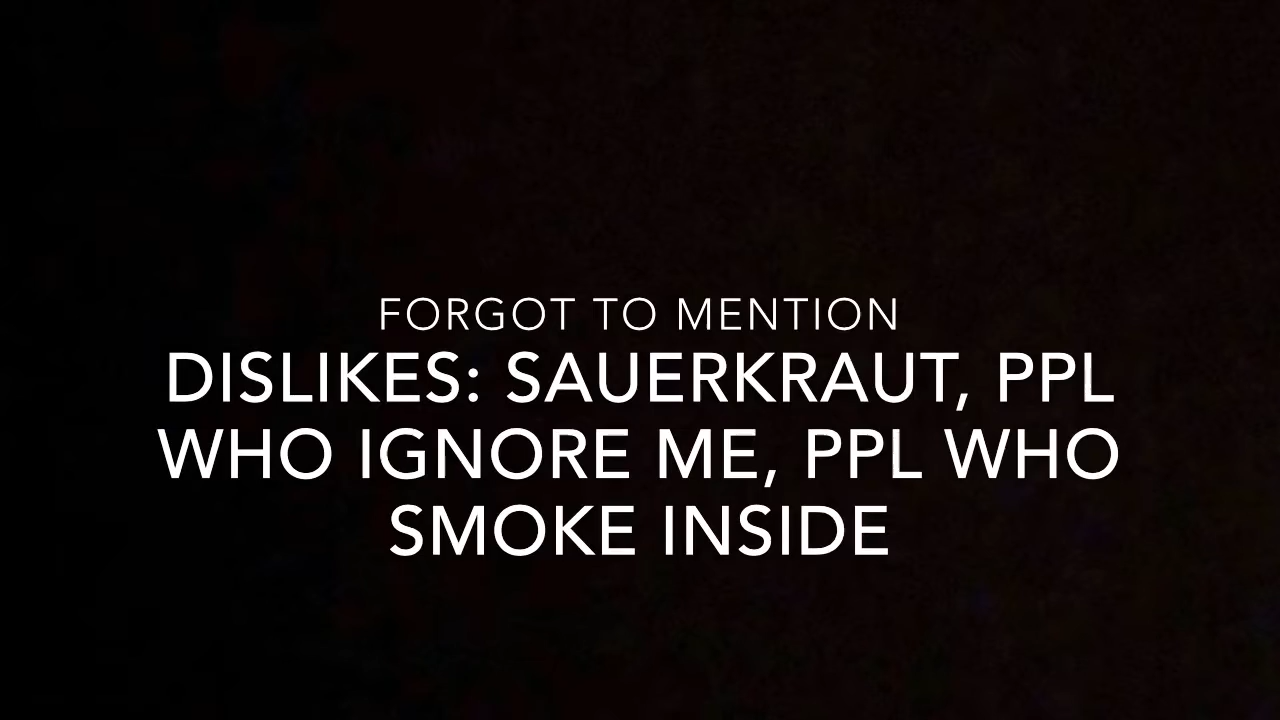 FORGOT TO MENTION
DISLIKES: SAUERKRAUT, PPL
WHO IGNORE ME, PPL WHO
SMOKE INSIDE